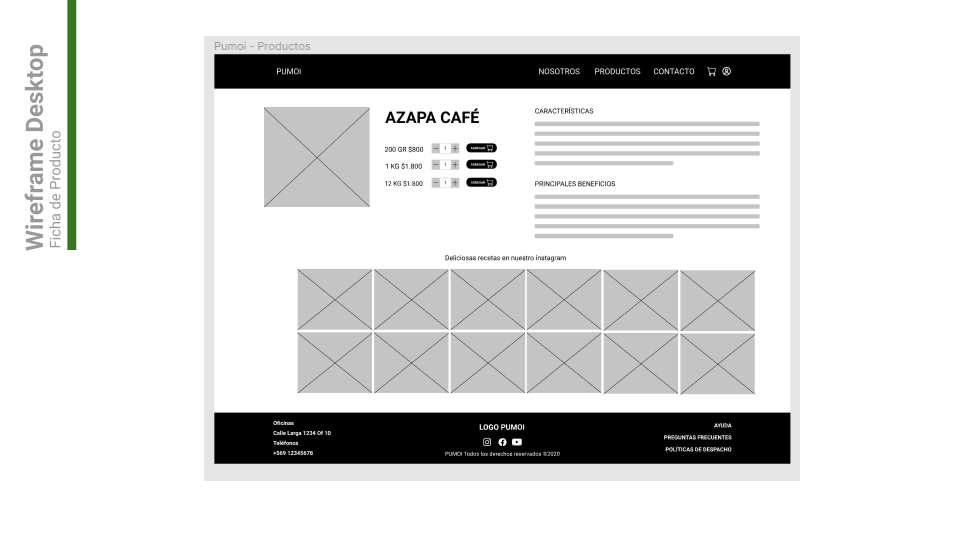 Wireframe Desktop
Ficha de Producto
Pumoi - Productos
PUMOI NOSOTROS PRODUCTOS CONTACTO
AZAPA CAFÉ
200 GR $800 - 1 + AGREGAR
1 KG $1.800 - 1 + AGREGAR
12 KG $1.800 - 1 + AGREGAR
CARACTERÍSTICAS
PRINCIPALES BENEFICIOS
Deliciosas recetas en nuestro instagram
Oficinas
Calle Larga 1234 Of 10
Teléfonos
+569 12345678
LOGO PUMOI
PUMOI Todos los derechos reservados ©2020
AYUDA
PREGUNTAS FRECUENTES
POLÍTICAS DE DESPACHO